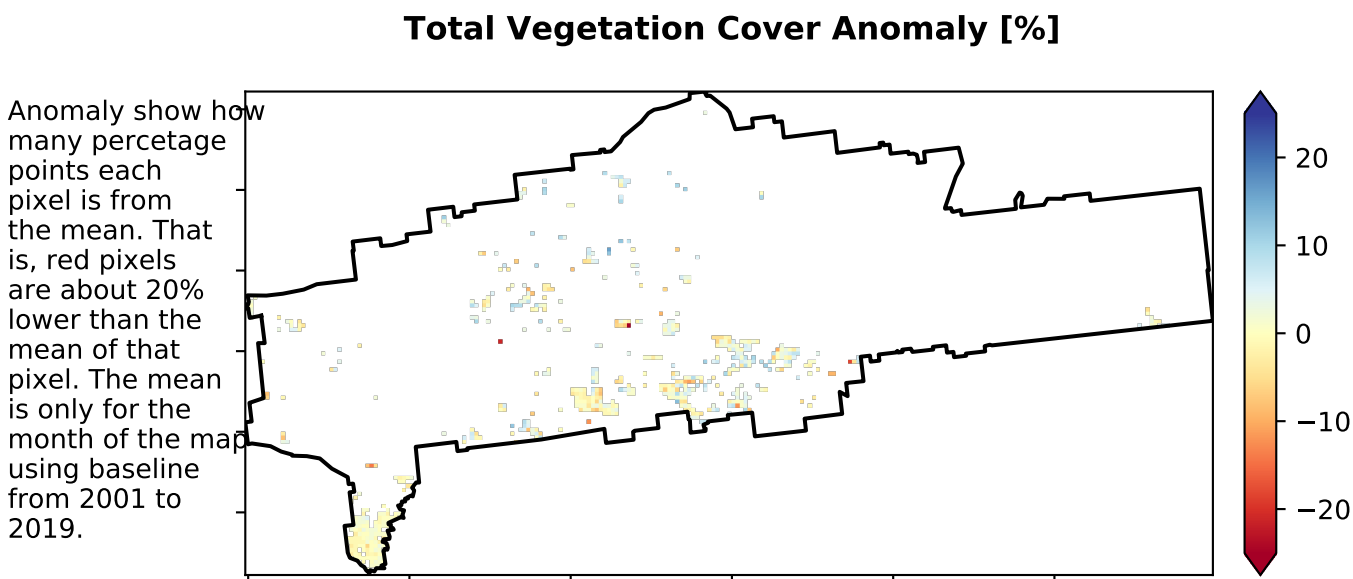 Total Vegetation Cover Anomaly [%]
Anomaly show how
many percetage
points each
pixel is from
the mean. That
is, red pixels
are about 20%
lower than the
mean of that
pixel. The mean
is only for the
month of the map
using baseline
from 2001 to
2019.
20
10
0
−10
−20